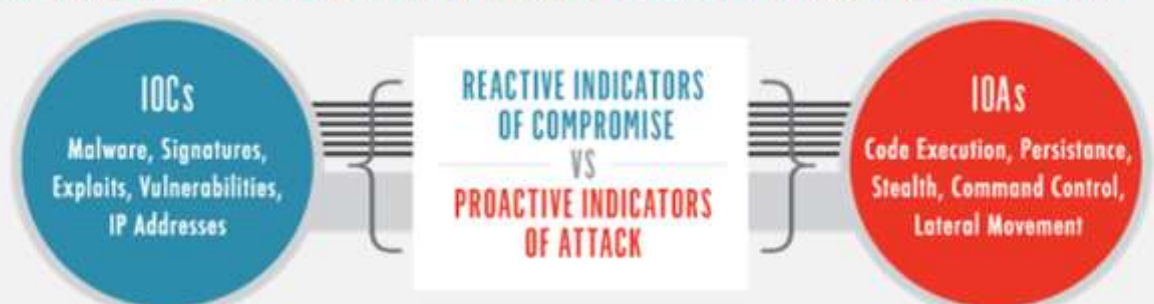 IOCs
Malware, Signatures,
Exploits, Vulnerabilities,
IP Addresses
REACTIVE INDICATORS
OF COMPROMISE
VS
PROACTIVE INDICATORS
OF ATTACK
IOAs
Code Execution, Persistance,
Stealth, Command Control,
Lateral Movement